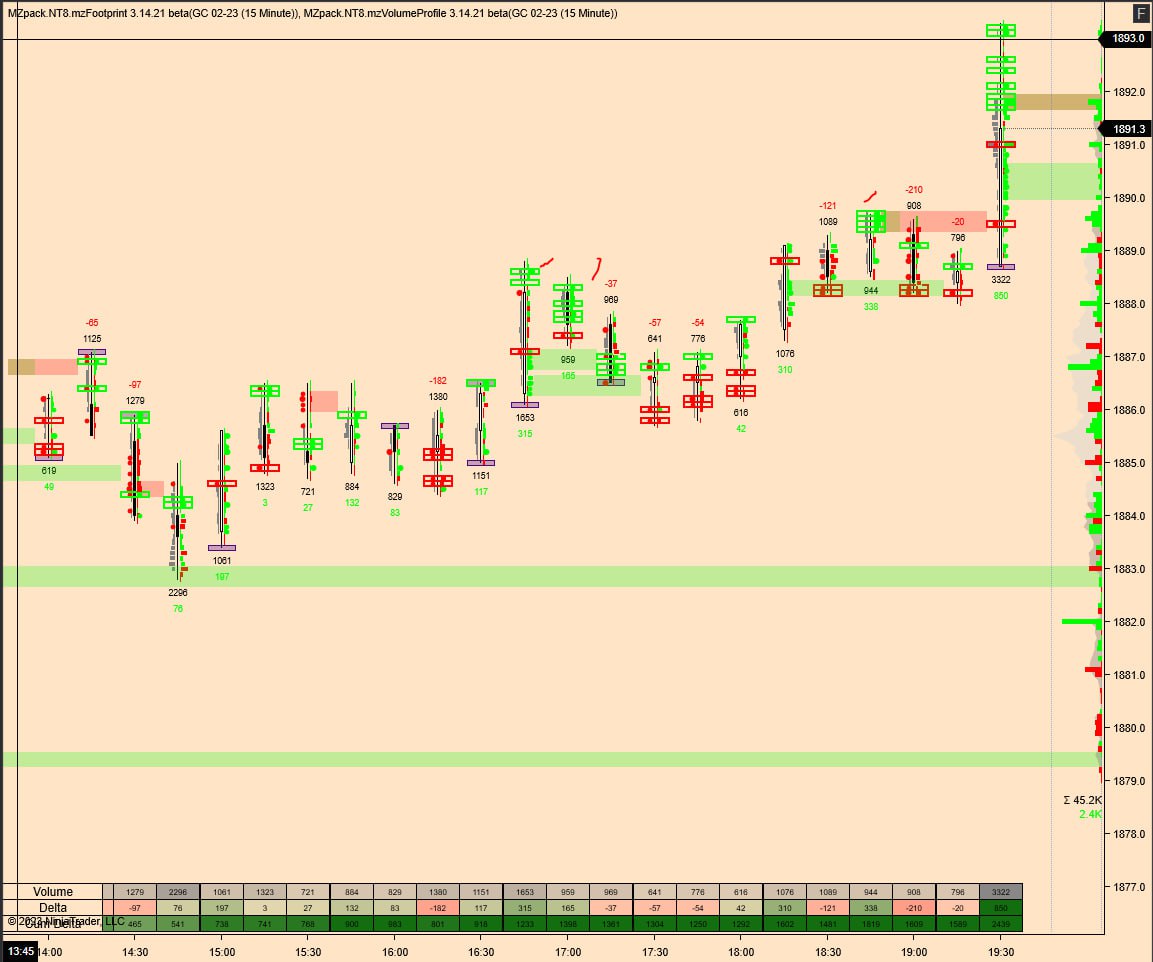 MZpack.NT8.mzFootprint 3.14.21 beta(GC 02-23 (15 Minute)), MZpack.NT8.mzVolumeProfile 3.14.21 beta(GC 02-23 (15 Minute))
F
1893.0
1892.0
1891.3
1891.0
-210
1890.0
-121 908
1089 -20
796
1889.0
-37 3322
969 944 850
338
1888.0
-65 -57 -54
1125 641 776 1076
959 310
165 1887.0
-97 -182
1279 1380 1653 616
315 42 1886.0
619 1323 721 884 829 1151
49 3 27 132 83 117 1885.0
1884.0
1061
197 1883.0
2296
76
1882.0
1881.0
1880.0
1879.0
Σ 45.2K
2.4K
1878.0
1877.0
Volume 1279 2296 1061 1323 721 884 829 1380 1151 1653 959 969 641 776 616 1076 1089 944 908 796 3322
Delta -97 76 197 3 27 132 83 -182 117 315 165 -37 -57 -54 42 310 -121 338 -210 -20 850
© 2023 NinjaTrader, LLC
Cum Delta 465 541 738 741 768 900 983 801 918 1233 1398 1361 1304 1250 1292 1602 1481 1819 1609 1589 2439
13:45 14:00 14:30 15:00 15:30 16:00 16:30 17:00 17:30 18:00 18:30 19:00 19:30